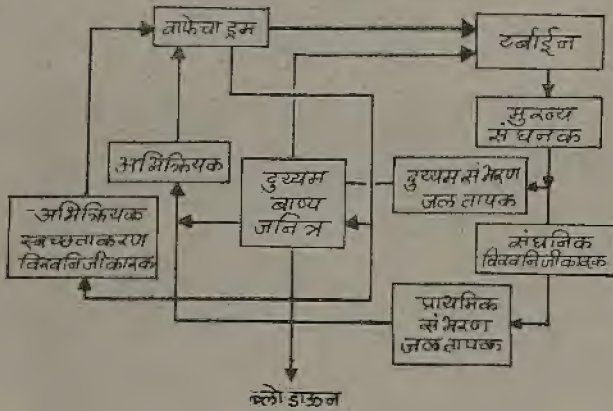 वाफेचा ड्रम
टर्बाईन
मुख्य
संघनक
अभिक्रियक
दुय्यम
बाष्प
जनित्र
दुय्यम संभरण
जल तापक
अभिक्रियक
स्वच्छताकरण
विखनिजीकारक
संघनिक
विखनिजीकारक
प्राथमिक
संभरण
जल तापक
ब्लो डाऊन